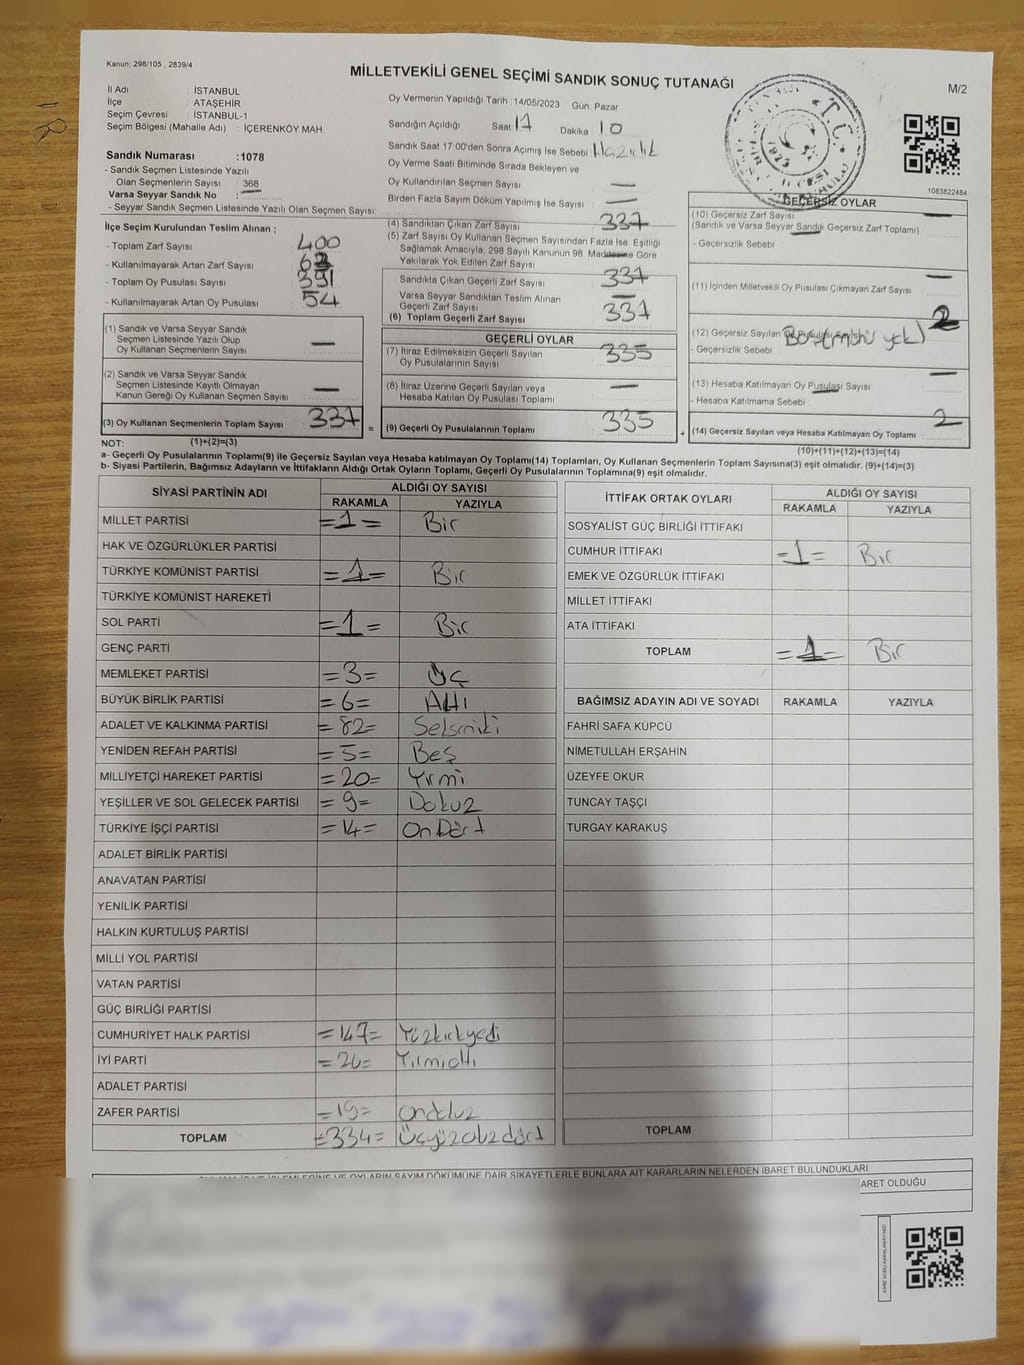 Kanun: 298/105 , 2839/4
MİLLETVEKİLİ GENEL SEÇİMİ SANDIK SONUÇ TUTANAĞI
M/2
İl Adı : İSTANBUL
İlçe : ATAŞEHİR
Seçim Çevresi : İSTANBUL-1
Seçim Bölgesi (Mahalle Adı) : İÇERENKÖY MAH.
Sandık Numarası :1078
- Sandık Seçmen Listesinde Yazılı
Olan Seçmenlerin Sayısı : 368
Varsa Seyyar Sandık No :
- Seyyar Sandık Seçmen Listesinde Yazılı Olan Seçmen Sayısı:
Oy Vermenin Yapıldığı Tarih :14/05/2023 Gün: Pazar
Sandığın Açıldığı Saat: 17 Dakika: 10
Sandık Saat 17.00'den Sonra Açımış İse Sebebi: Hazırlık
Oy Verme Saati Bitiminde Sırada Bekleyen ve
Oy Kullandırılan Seçmen Sayısı : —
Birden Fazla Sayım Döküm Yapılmış İse Sayısı : —
1083822484
İlçe Seçim Kurulundan Teslim Alınan ;
- Toplam Zarf Sayısı : 400
- Kullanılmayarak Artan Zarf Sayısı :
- Toplam Oy Pusulası Sayısı : 391
- Kullanılmayarak Artan Oy Pusulası : 54
(4) Sandıktan Çıkan Zarf Sayısı : 337
(5) Zarf Sayısı Oy Kullanan Seçmen Sayısından Fazla İse, Eşitliği
Sağlamak Amacıyla, 298 Sayılı Kanunun 98. Maddesine Göre
Yakılarak Yok Edilen Zarf Sayısı : —
Sandıkta Çıkan Geçerli Zarf Sayısı : 337
Varsa Seyyar Sandıktan Teslim Alınan
Geçerli Zarf Sayısı : —
(6) Toplam Geçerli Zarf Sayısı : 337
GEÇERSİZ OYLAR
(10) Geçersiz Zarf Sayısı : —
(Sandık ve Varsa Seyyar Sandık Geçersiz Zarf Toplamı)
- Geçersizlik Sebebi :
(11) İçinden Milletvekili Oy Pusulası Çıkmayan Zarf Sayısı : —
(12) Geçersiz Sayılan Oy Pusulası Sayısı : 2
- Geçersizlik Sebebi : Boş (mühür yok)
(13) Hesaba Katılmayan Oy Pusulası Sayısı : —
- Hesaba Katılmama Sebebi :
(14) Geçersiz Sayılan veya Hesaba Katılmayan Oy Toplamı : 2
(1) Sandık ve Varsa Seyyar Sandık
Seçmen Listesinde Yazılı Olup
Oy Kullanan Seçmenlerin Sayısı : —
(2) Sandık ve Varsa Seyyar Sandık
Seçmen Listesinde Kayıtlı Olmayan
Kanun Gereği Oy Kullanan Seçmen Sayısı : —
(3) Oy Kullanan Seçmenlerin Toplam Sayısı : 337
GEÇERLİ OYLAR
(7) İtiraz Edilmeksizin Geçerli Sayılan
Oy Pusulalarının Sayısı : 335
(8) İtiraz Üzerine Geçerli Sayılan veya
Hesaba Katılan Oy Pusulası Toplamı : —
= (9) Geçerli Oy Pusulalarının Toplamı : 335 +
NOT: (1)+(2)=(3)
(10)+(11)+(12)+(13)=(14)
a- Geçerli Oy Pusulalarının Toplamı(9) ile Geçersiz Sayılan veya Hesaba katılmayan Oy Toplamı(14) Toplamları, Oy Kullanan Seçmenlerin Toplam Sayısına(3) eşit olmalıdır. (9)+(14)=(3)
b- Siyasi Partilerin, Bağımsız Adayların ve İttifakların Aldığı Ortak Oyların Toplamı, Geçerli Oy Pusulalarının Toplamına(9) eşit olmalıdır.
SİYASİ PARTİNİN ADI ALDIĞI OY SAYISI
RAKAMLA YAZIYLA
MİLLET PARTİSİ =1= Bir
HAK VE ÖZGÜRLÜKLER PARTİSİ
TÜRKİYE KOMÜNİST PARTİSİ =1= Bir
TÜRKİYE KOMÜNİST HAREKETİ
SOL PARTİ =1= Bir
GENÇ PARTİ
MEMLEKET PARTİSİ =3= Üç
BÜYÜK BİRLİK PARTİSİ =6= Altı
ADALET VE KALKINMA PARTİSİ =82= Seksniki
YENİDEN REFAH PARTİSİ =5= Beş
MİLLİYETÇİ HAREKET PARTİSİ =20= Yirmi
YEŞİLLER VE SOL GELECEK PARTİSİ =9= Dokuz
TÜRKİYE İŞÇİ PARTİSİ =14= On Dört
ADALET BİRLİK PARTİSİ
ANAVATAN PARTİSİ
YENİLİK PARTİSİ
HALKIN KURTULUŞ PARTİSİ
MİLLİ YOL PARTİSİ
VATAN PARTİSİ
GÜÇ BİRLİĞİ PARTİSİ
CUMHURİYET HALK PARTİSİ =147= Yüzkırkyedi
İYİ PARTİ =26= Yirmialtı
ADALET PARTİSİ
ZAFER PARTİSİ =19= Ondokuz
TOPLAM =334= Üçyüzotuzdört
İTTİFAK ORTAK OYLARI ALDIĞI OY SAYISI
RAKAMLA YAZIYLA
SOSYALİST GÜÇ BİRLİĞİ İTTİFAKI
CUMHUR İTTİFAKI =1= Bir
EMEK VE ÖZGÜRLÜK İTTİFAKI
MİLLET İTTİFAKI
ATA İTTİFAKI
TOPLAM =1= Bir
BAĞIMSIZ ADAYIN ADI VE SOYADI RAKAMLA YAZIYLA
FAHRİ SAFA KÜPCÜ
NİMETULLAH ERŞAHİN
ÜZEYFE OKUR
TUNCAY TAŞÇI
TURGAY KARAKUŞ
TOPLAM
OYLARIN SAYIM DÖKÜMÜNE DAİR ŞİKAYETLERLE BUNLARA AİT KARARLARIN NELERDEN İBARET BULUNDUKLARI
OLDUĞU